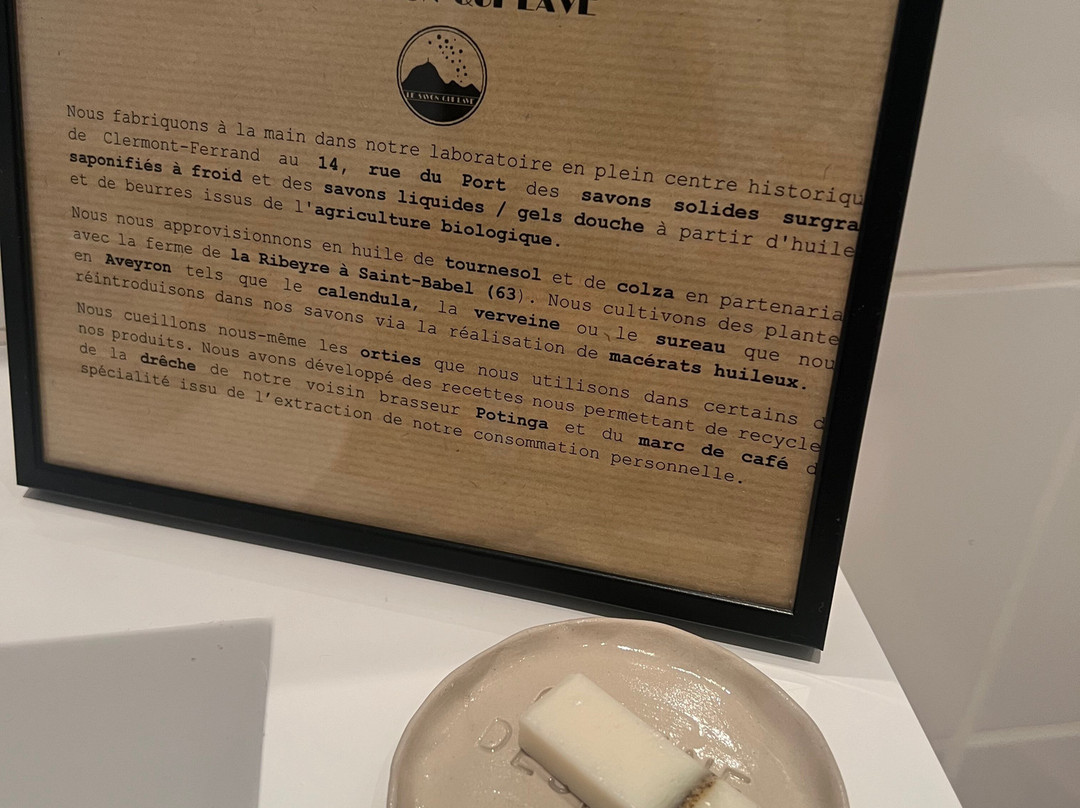 QUI LAVE
LE SAVON QUI LAVE
Nous fabriquons à la main dans notre laboratoire en plein centre historiqu
de Clermont-Ferrand au 14, rue du Port des savons solides surgra
saponifiés à froid et des savons liquides / gels douche à partir d'huile
et de beurres issus de l'agriculture biologique.
Nous nous approvisionnons en huile de tournesol et de colza en partenaria
avec la ferme de la Ribeyre à Saint-Babel (63). Nous cultivons des plante
en Aveyron tels que le calendula, la verveine ou le sureau que nou
réintroduisons dans nos savons via la réalisation de macérats huileux.
Nous cueillons nous-même les orties que nous utilisons dans certains d
nos produits. Nous avons développé des recettes nous permettant de recycle
de la drêche de notre voisin brasseur Potinga et du marc de café d
spécialité issu de l'extraction de notre consommation personnelle.